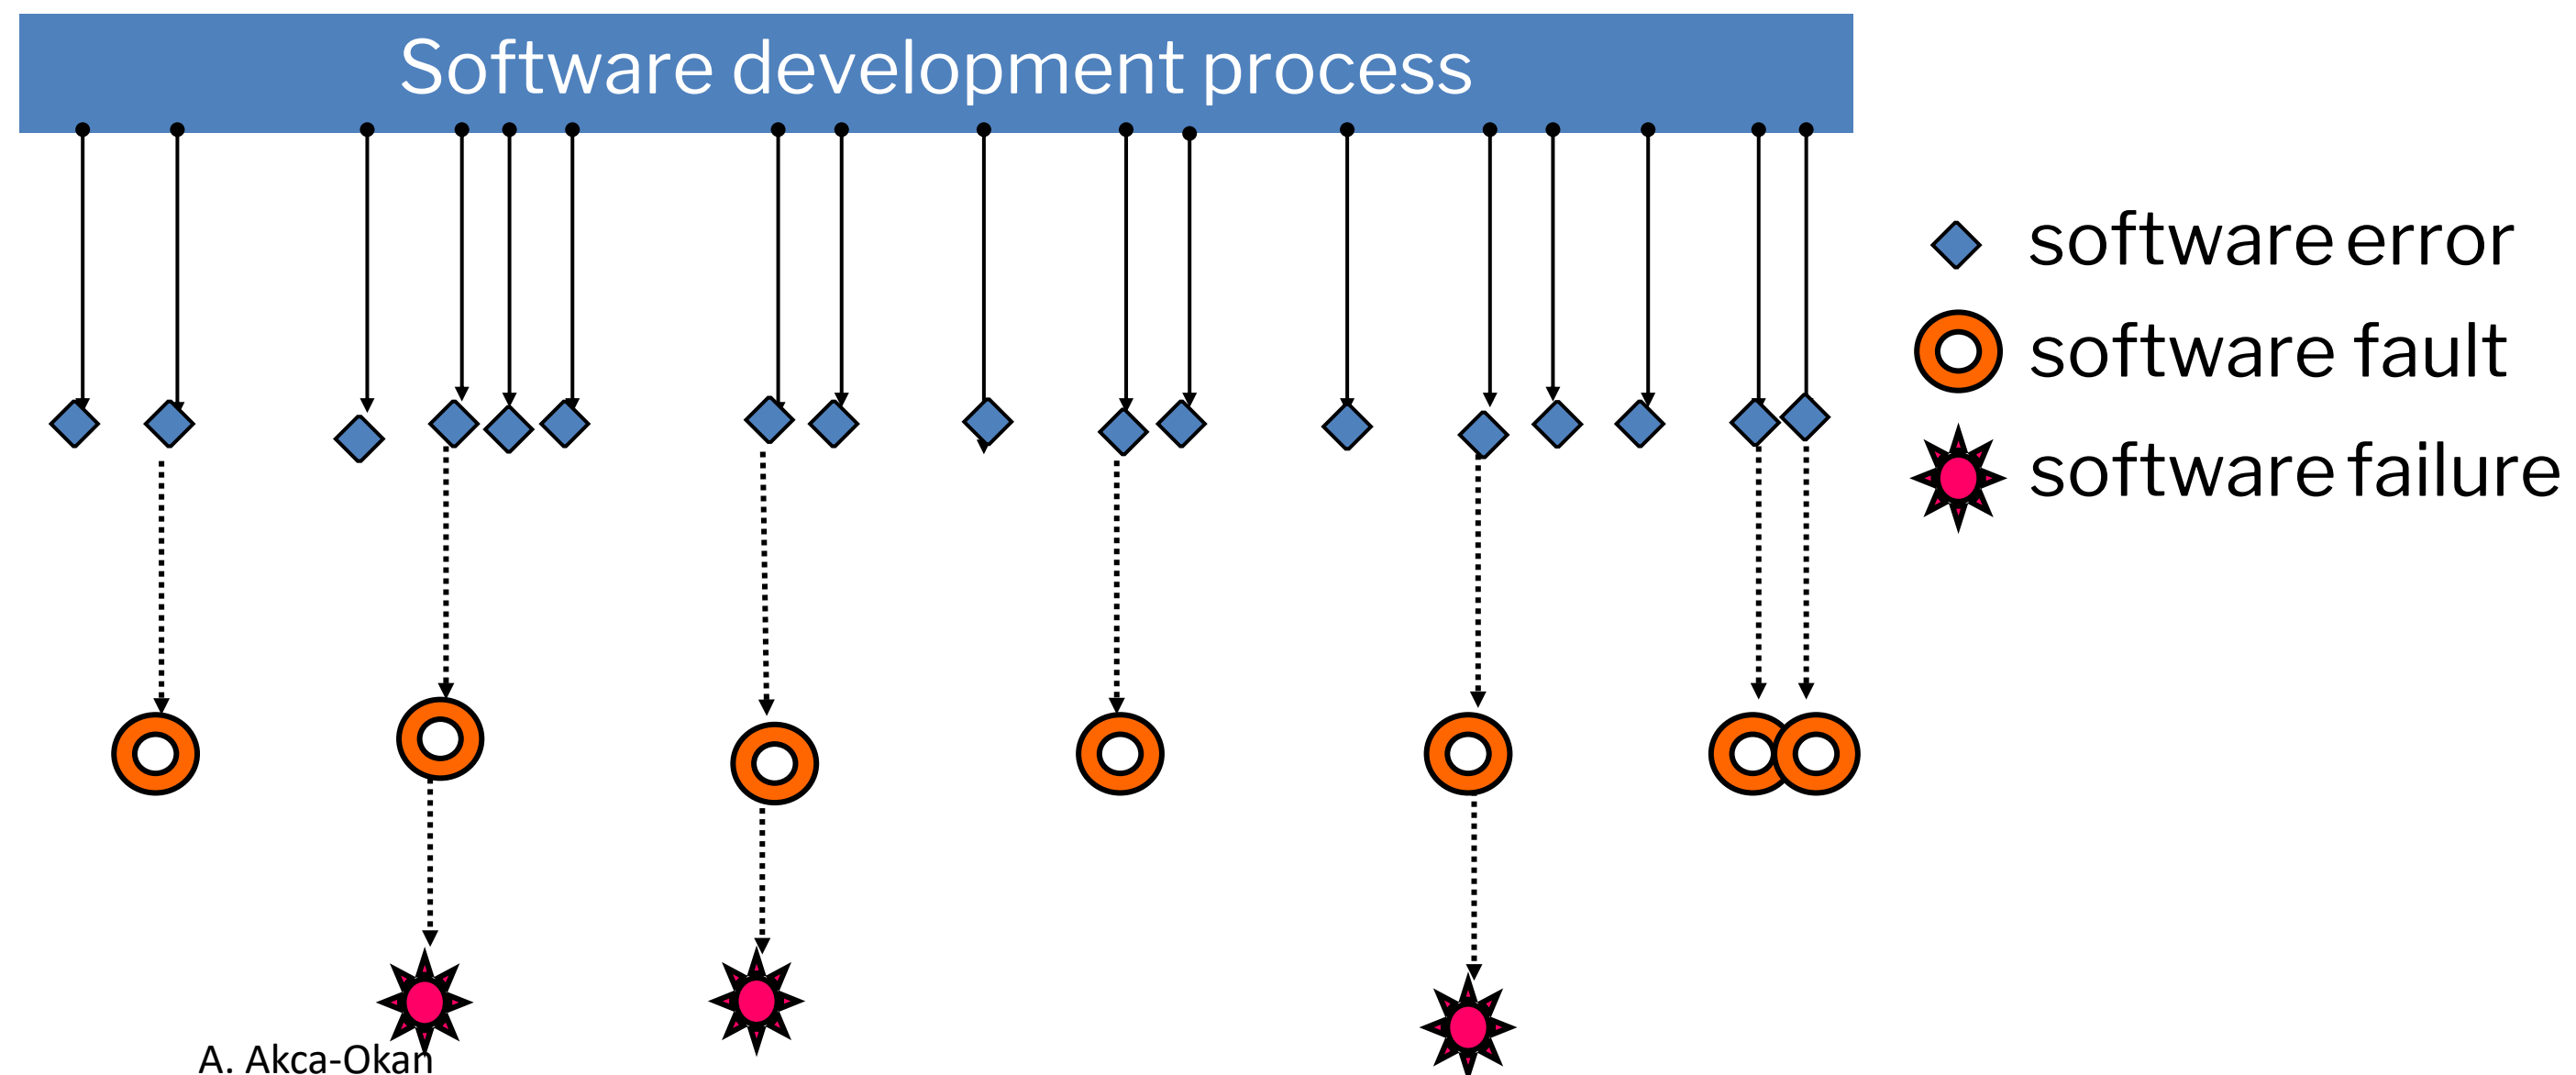 Software development process
software error
software fault
software failure
A. Akca-Okan